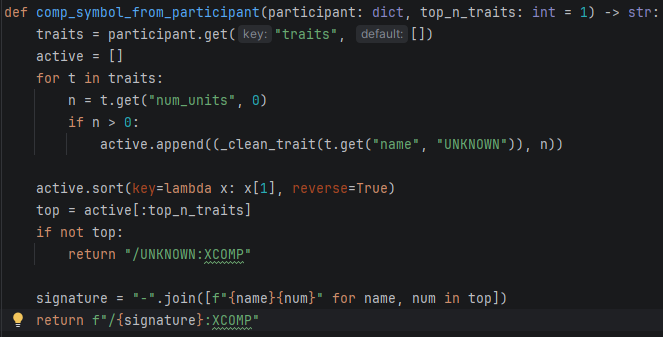 def comp_symbol_from_participant(participant: dict, top_n_traits: int = 1) -> str:
    traits = participant.get( key: "traits", default: [])
    active = []
    for t in traits:
        n = t.get("num_units", 0)
        if n > 0:
            active.append((_clean_trait(t.get("name", "UNKNOWN")), n))

    active.sort(key=lambda x: x[1], reverse=True)
    top = active[:top_n_traits]
    if not top:
        return "/UNKNOWN:XCOMP"

    signature = "-".join([f"{name}{num}" for name, num in top])
    return f"/{signature}:XCOMP"